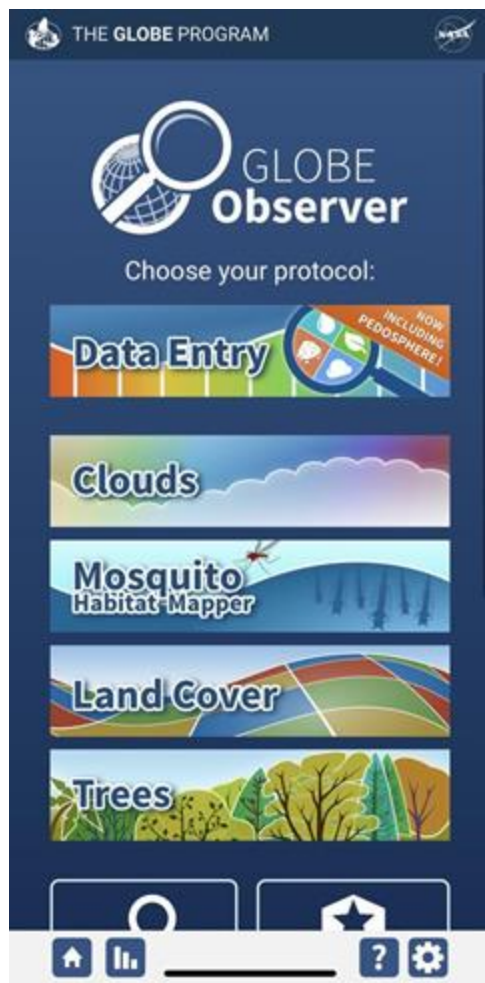 THE GLOBE PROGRAM
NASA
GLOBE
Observer
Choose your protocol:
Data Entry
NOW
INCLUDING
PEDOSPHERE!
Clouds
Mosquito
Habitat Mapper
Land Cover
Trees
?